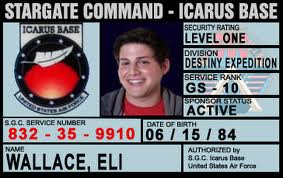 STARGATE COMMAND - ICARUS BASE
ICARUS BASE
UNITED STATES AIR FORCE
SECURITY RATING
LEVEL ONE
DIVISION
DESTINY EXPEDITION
SERVICE RANK
GS - 10
SPONSOR STATUS
ACTIVE
S.G.C. SERVICE NUMBER
832 - 35 - 9910
DATE OF BIRTH
06 / 15 / 84
NAME
WALLACE, ELI
AUTHORIZED by
S.G.C. Icarus Base
United States Air Force